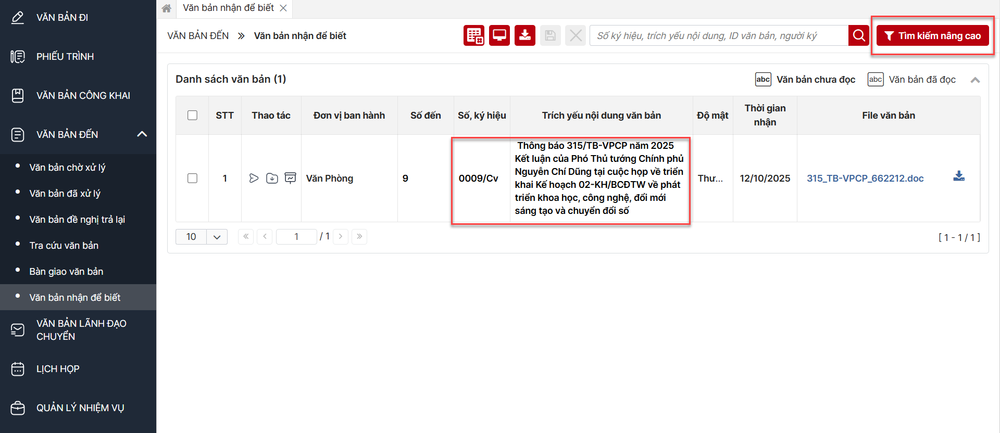 VĂN BẢN ĐI
PHIẾU TRÌNH
VĂN BẢN CÔNG KHAI
VĂN BẢN ĐẾN
Văn bản chờ xử lý
Văn bản đã xử lý
Văn bản đề nghị trả lại
Tra cứu văn bản
Bàn giao văn bản
Văn bản nhận để biết
VĂN BẢN LÃNH ĐẠO
CHUYỂN
LỊCH HỌP
QUẢN LÝ NHIỆM VỤ
Văn bản nhận để biết
VĂN BẢN ĐẾN » Văn bản nhận để biết
Số ký hiệu, trích yếu nội dung, ID văn bản, người ký
Tìm kiếm nâng cao
Danh sách văn bản (1)
abc Văn bản chưa đọc
abc Văn bản đã đọc
STT
Thao tác
Đơn vị ban hành
Số đến
Số, ký hiệu
Trích yếu nội dung văn bản
Độ mật
Thời gian
nhận
File văn bản
1
Văn Phòng
9
0009/Cv
Thông báo 315/TB-VPCP năm 2025
Kết luận của Phó Thủ tướng Chính phủ
Nguyễn Chí Dũng tại cuộc họp về triển
khai Kế hoạch 02-KH/BCĐTW về phát
triển khoa học, công nghệ, đổi mới
sáng tạo và chuyển đổi số
Thư...
12/10/2025
315_TB-VPCP_662212.doc
10
« ‹ 1 / 1 › »
[ 1 - 1 / 1 ]